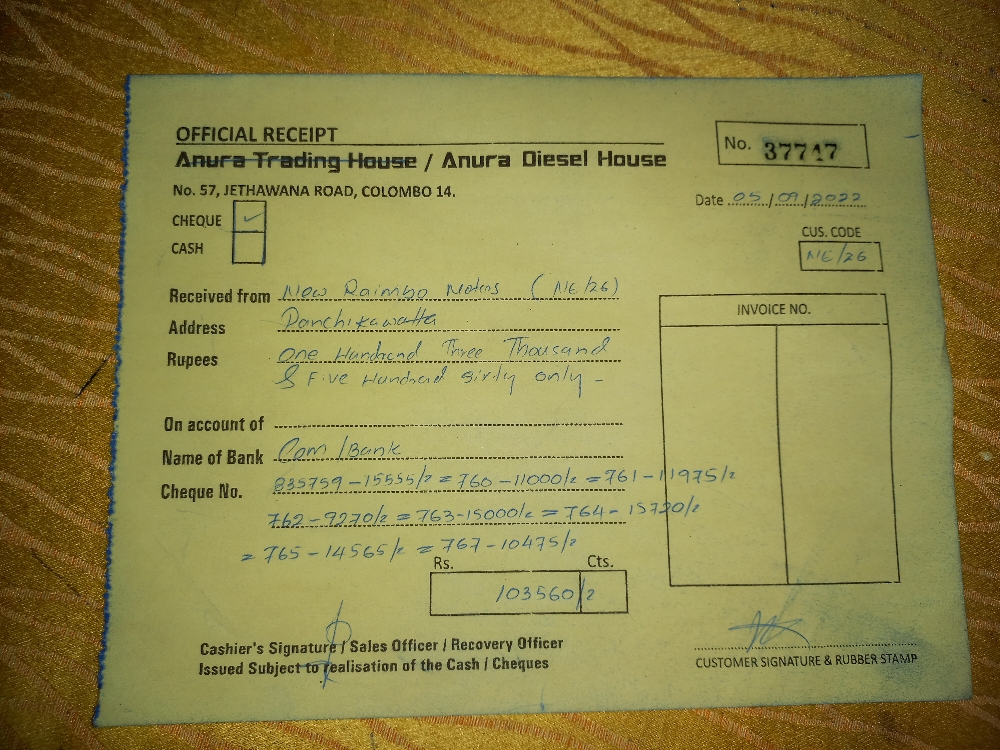 OFFICIAL RECEIPT
No. 37747
Anura Trading House / Anura Diesel House
No. 57, JETHAWANA ROAD, COLOMBO 14.
Date 05/09/2022
CHEQUE ✓
CUS. CODE
CASH
NE/26
Received from New Raimbo Motors (NE/26)
INVOICE NO.
Address Panchikawatta
Rupees One Hundrend Three Thousand
& Five Hundred Sixty only -
On account of
Name of Bank Com/Bank
Cheque No. 835759-15555/= 760-11000/= 761-11975/=
762-9270/= 763-15000/= 764-15720/=
= 765-14565/= 767-10475/=
Rs. Cts.
103560/=
Cashier's Signature / Sales Officer / Recovery Officer
Issued Subject to realisation of the Cash / Cheques
CUSTOMER SIGNATURE & RUBBER STAMP